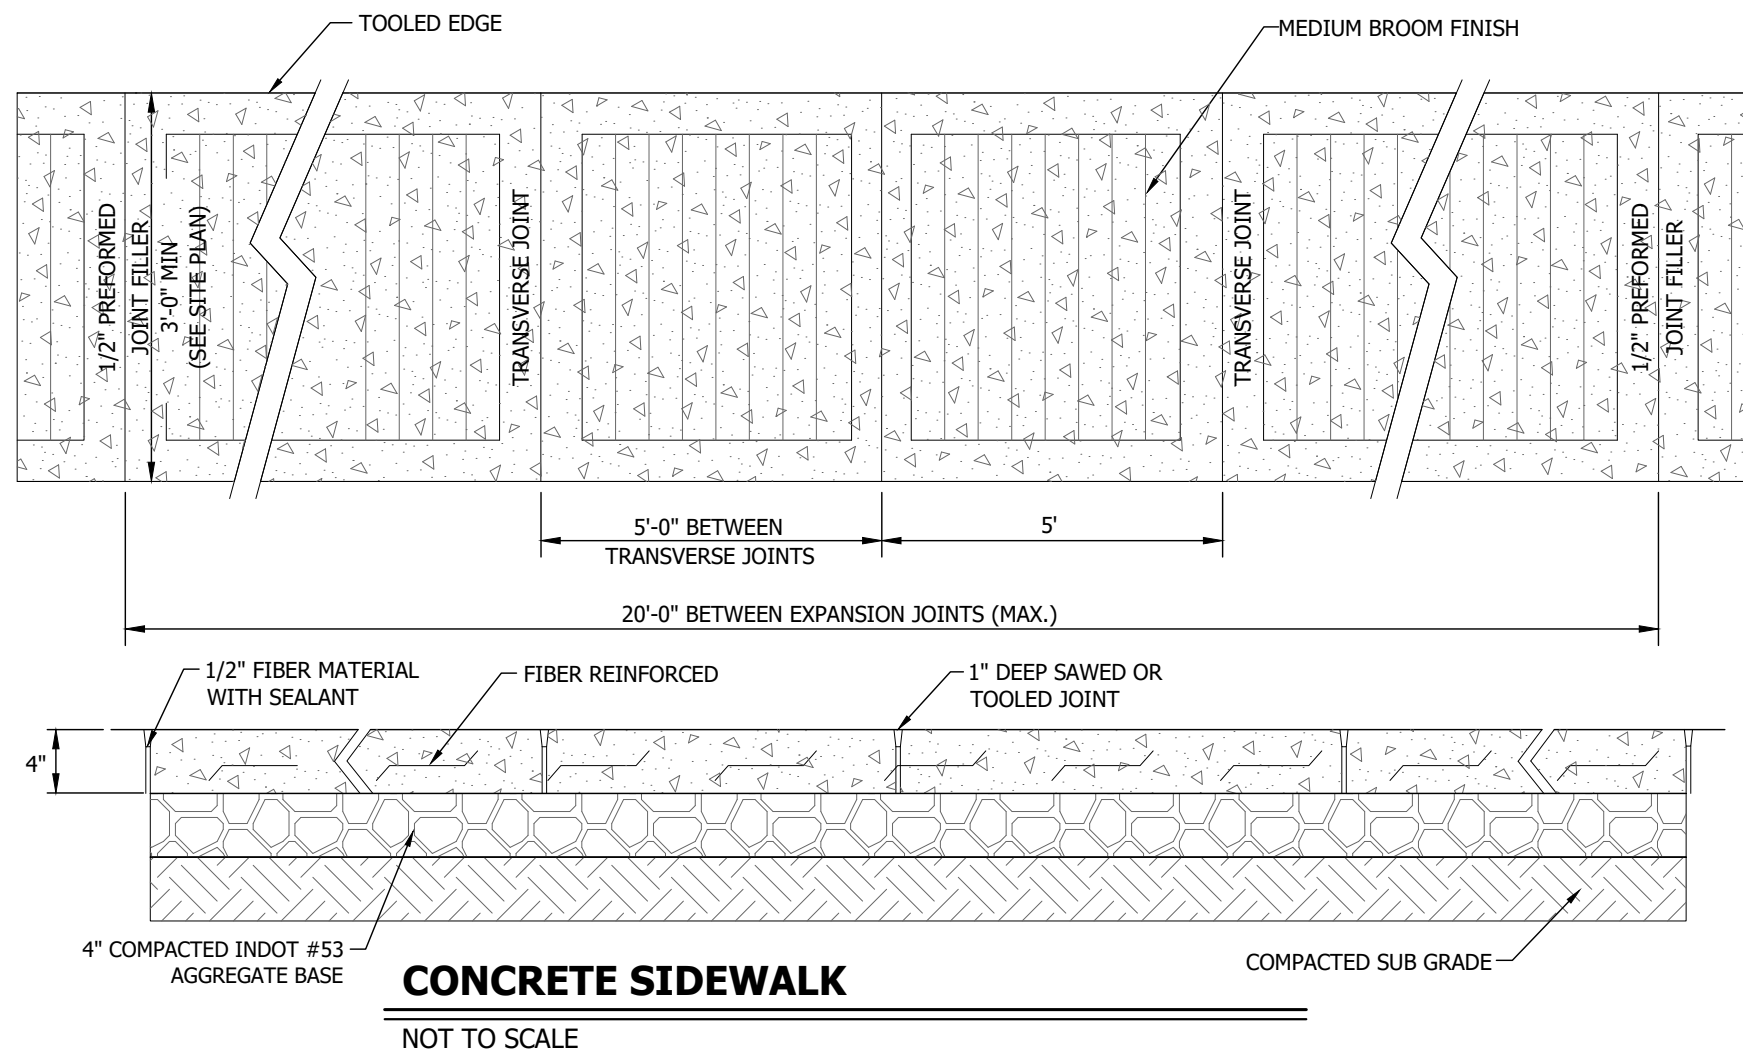 TOOLED EDGE
MEDIUM BROOM FINISH
1/2" PREFORMED
JOINT FILLER
3'-0" MIN
(SEE SITE PLAN)
TRANSVERSE JOINT
TRANSVERSE JOINT
1/2" PREFORMED
JOINT FILLER
5'-0" BETWEEN
TRANSVERSE JOINTS
5'
20'-0" BETWEEN EXPANSION JOINTS (MAX.)
1/2" FIBER MATERIAL
WITH SEALANT
FIBER REINFORCED
1" DEEP SAWED OR
TOOLED JOINT
4"
4" COMPACTED INDOT #53
AGGREGATE BASE
COMPACTED SUB GRADE
CONCRETE SIDEWALK
NOT TO SCALE